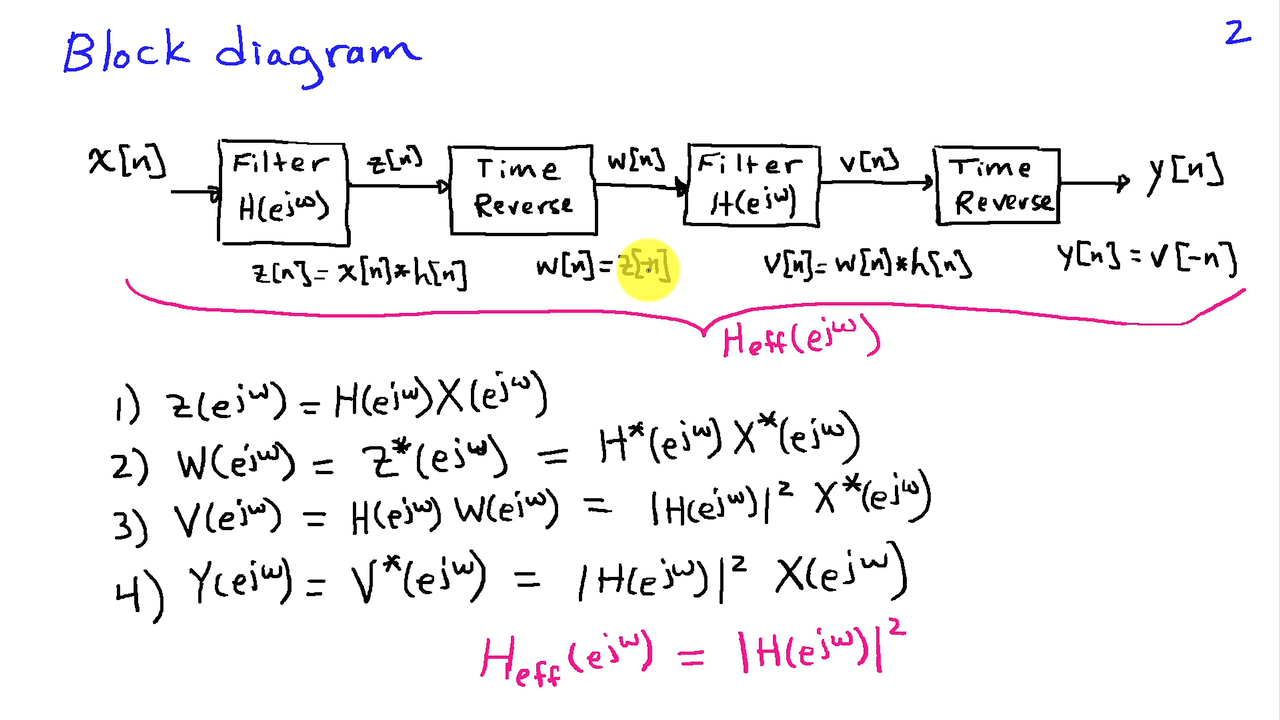 Block diagram
2
x[n] Filter H(e^jω) z[n] Time Reverse w[n] Filter H(e^jω) v[n] Time Reverse y[n]
z[n] = x[n]*h[n] w[n] = z[-n] v[n] = w[n]*h[n] y[n] = v[-n]
H_eff(e^jω)
1) Z(e^jω) = H(e^jω)X(e^jω)
2) W(e^jω) = Z*(e^jω) = H*(e^jω) X*(e^jω)
3) V(e^jω) = H(e^jω) W(e^jω) = |H(e^jω)|² X*(e^jω)
4) Y(e^jω) = V*(e^jω) = |H(e^jω)|² X(e^jω)
H_eff(e^jω) = |H(e^jω)|²